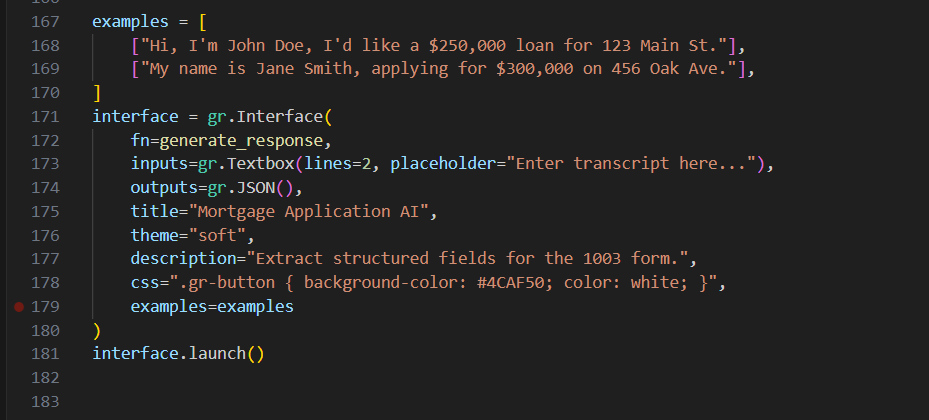 167 examples = [
168     ["Hi, I'm John Doe, I'd like a $250,000 loan for 123 Main St."],
169     ["My name is Jane Smith, applying for $300,000 on 456 Oak Ave."],
170 ]
171 interface = gr.Interface(
172     fn=generate_response,
173     inputs=gr.Textbox(lines=2, placeholder="Enter transcript here..."),
174     outputs=gr.JSON(),
175     title="Mortgage Application AI",
176     theme="soft",
177     description="Extract structured fields for the 1003 form.",
178     css=".gr-button { background-color: #4CAF50; color: white; }",
179     examples=examples
180 )
181 interface.launch()
182
183